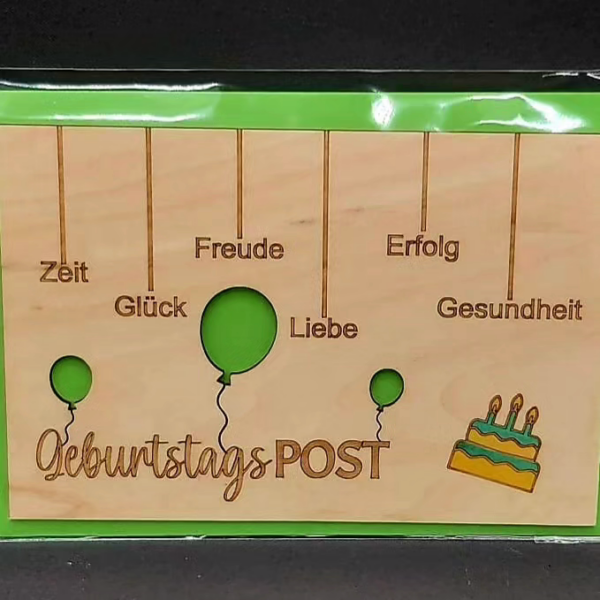 Zeit
Glück
Freude
Liebe
Erfolg
Gesundheit
geburtstagsPOST